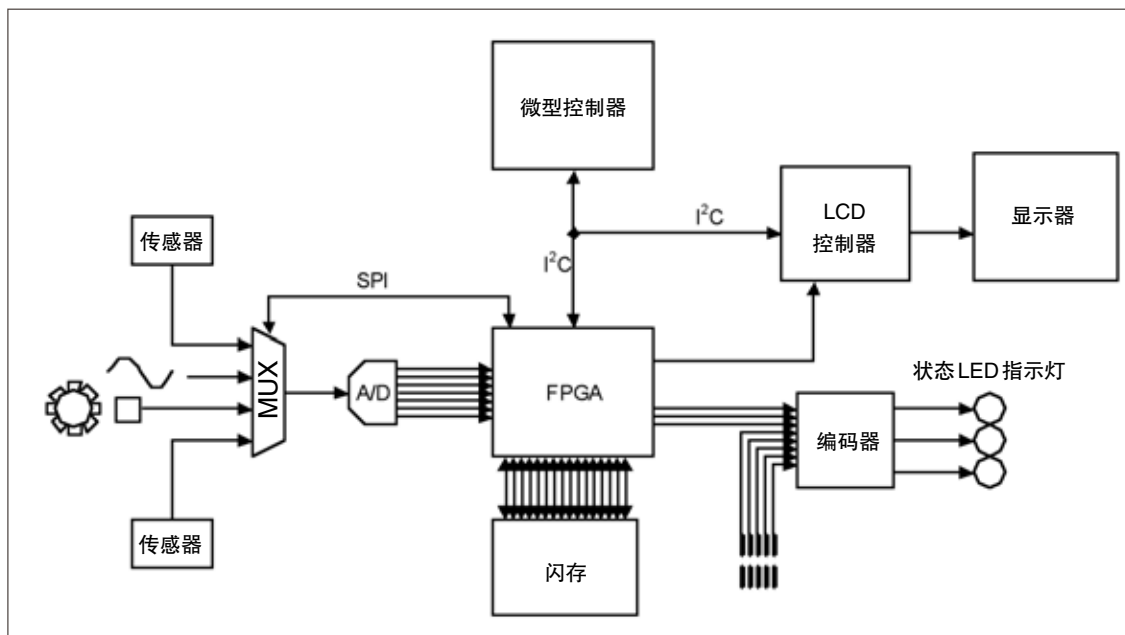 微型控制器
I²C
LCD
控制器
显示器
传感器
I²C
SPI
MUX
A/D
FPGA
状态LED指示灯
编码器
传感器
闪存